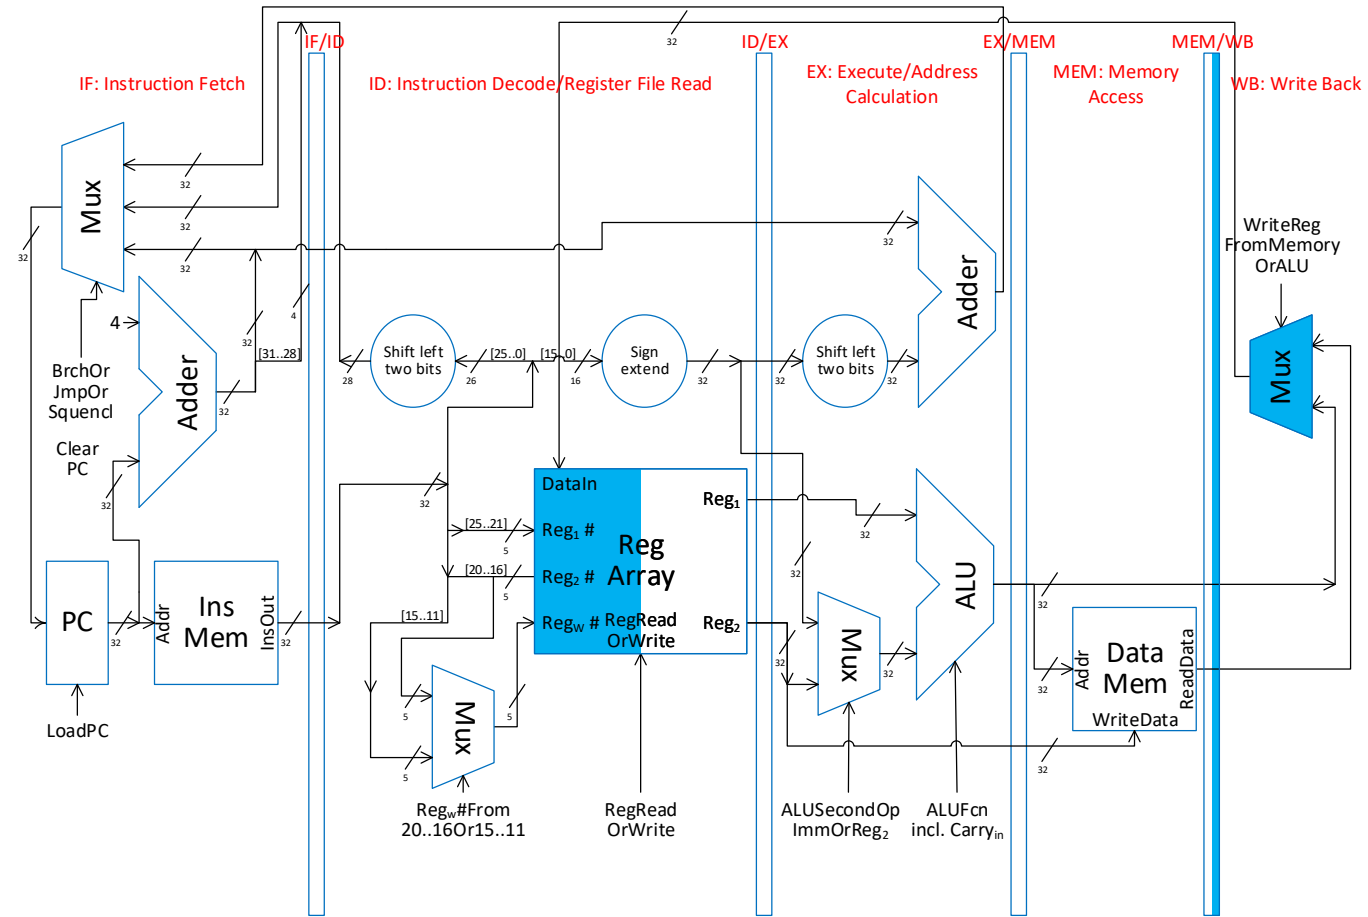 IF/ID
ID/EX
EX/MEM
MEM/WB
IF: Instruction Fetch
ID: Instruction Decode/Register File Read
EX: Execute/Address
Calculation
MEM: Memory
Access
WB: Write Back
32
32
32
32
32
Mux
BrchOr
JmpOr
Squencl
Clear
PC
4
Adder
32
32
32
[31..28]
4
PC
LoadPC
32
Addr
Ins
Mem
InsOut
32
Shift left
two bits
28
26
[25..0]
[15..0]
16
Sign
extend
32
32
Shift left
two bits
32
32
Adder
32
[25..21]
5
[20..16]
5
[15..11]
5
5
5
Mux
Regw#From
20..16Or15..11
DataIn
Reg1 #
Reg2 #
Regw #
Reg
Array
RegRead
OrWrite
Reg1
Reg2
RegRead
OrWrite
32
32
32
32
Mux
ALUSecondOp
ImmOrReg2
ALU
ALUFcn
incl. Carryin
32
32
32
Addr
Data
Mem
ReadData
WriteData
WriteReg
FromMemory
OrALU
Mux